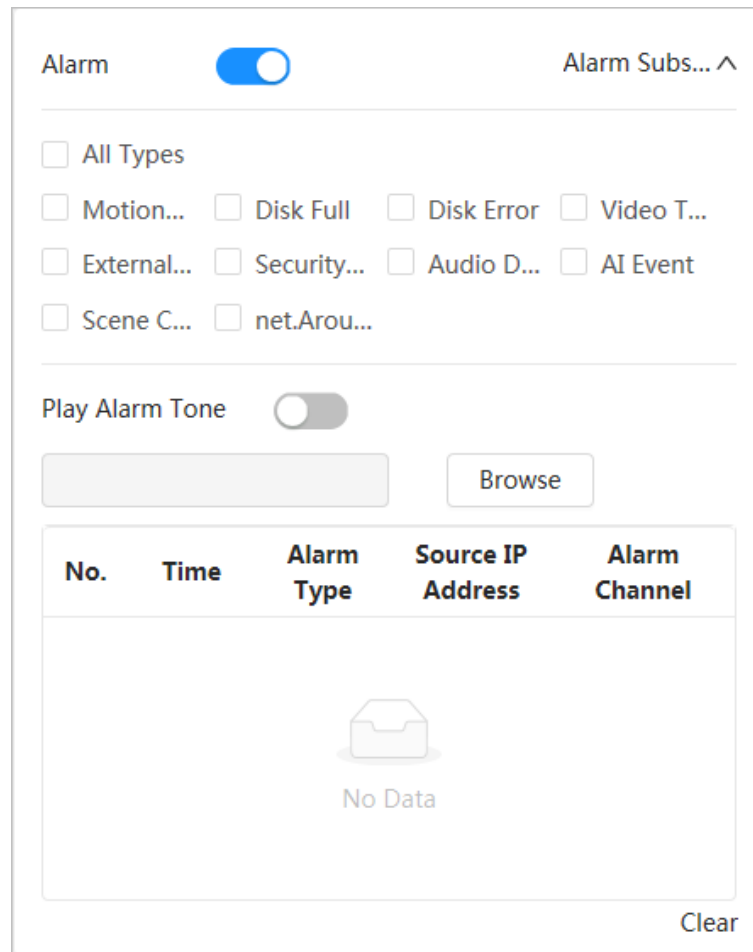 Alarm Alarm Subs...
All Types
Motion... Disk Full Disk Error Video T...
External... Security... Audio D... AI Event
Scene C... net.Arou...
Play Alarm Tone
Browse
No. Time Alarm Type Source IP Address Alarm Channel
No Data
Clear